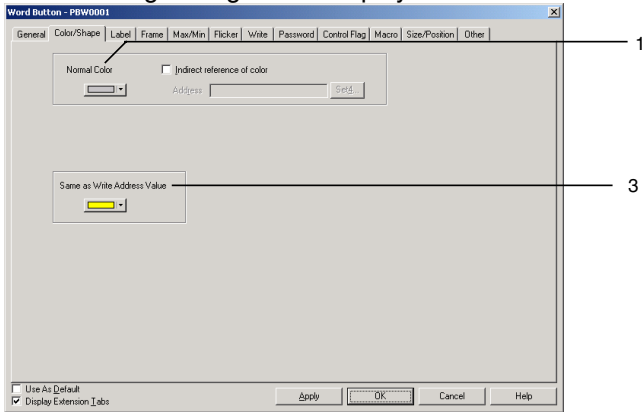 Word Button - PBW0001
General Color/Shape Label Frame Max/Min Flicker Write Password Control Flag Macro Size/Position Other
1
Normal Color
Indirect reference of color
Address
Set4...
Same as Write Address Value
3
Use As Default
Display Extension Tabs
Apply OK Cancel Help